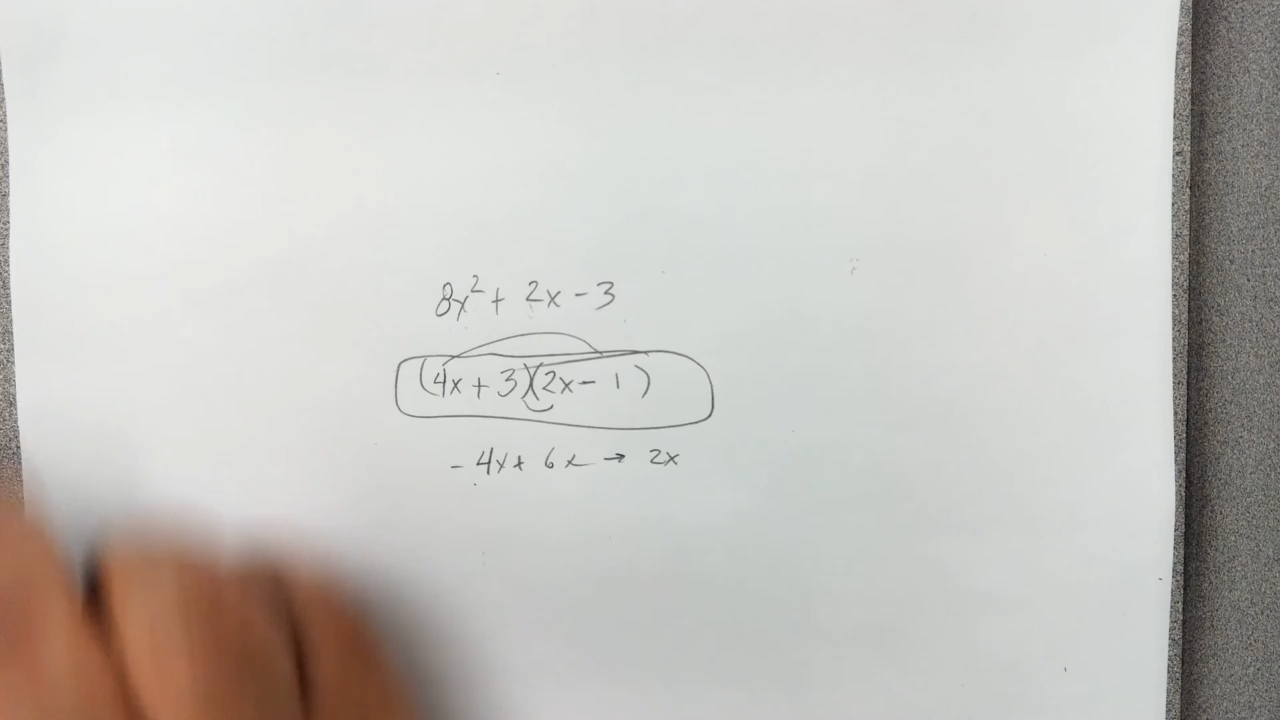 8x² + 2x - 3
(4x + 3)(2x - 1)
- 4x + 6x → 2x